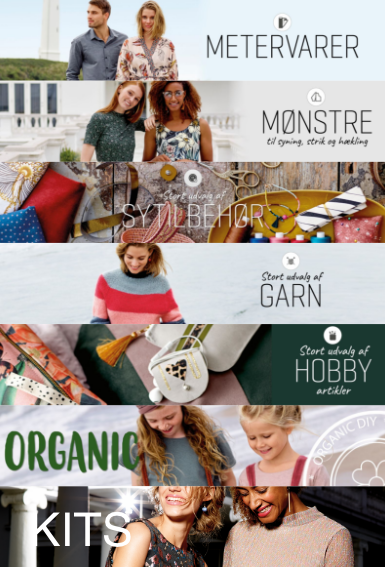 METERVARER
MØNSTRE
til syning, strik og hækling
Stort udvalg af
SYTILBEHØR
Stort udvalg af
GARN
Stort udvalg af
HOBBY
artikler
ORGANIC
ORGANIC DIY
KITS